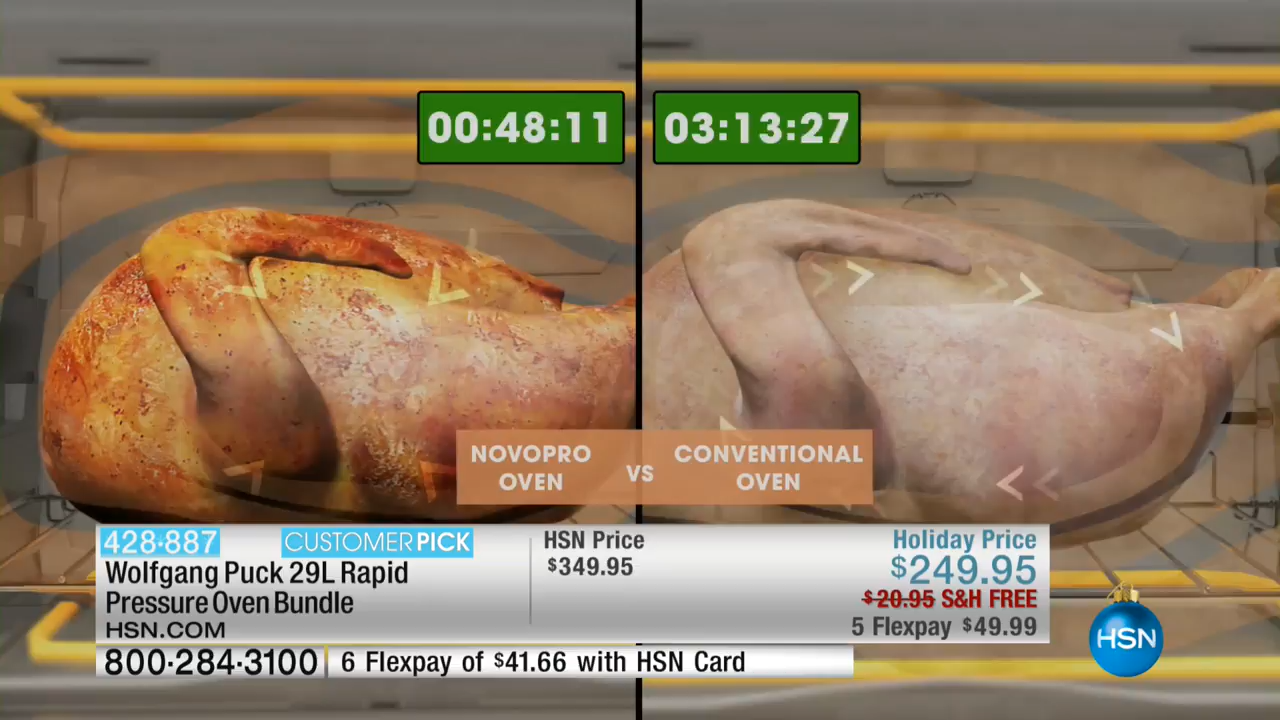 00:48:11
03:13:27
NOVOPRO
OVEN
VS
CONVENTIONAL
OVEN
428·887
CUSTOMERPICK
Wolfgang Puck 29L Rapid
Pressure Oven Bundle
HSN.COM
HSN Price
$349.95
Holiday Price
$249.95
$20.95 S&H FREE
5 Flexpay $49.99
HSN
800·284·3100
6 Flexpay of $41.66 with HSN Card